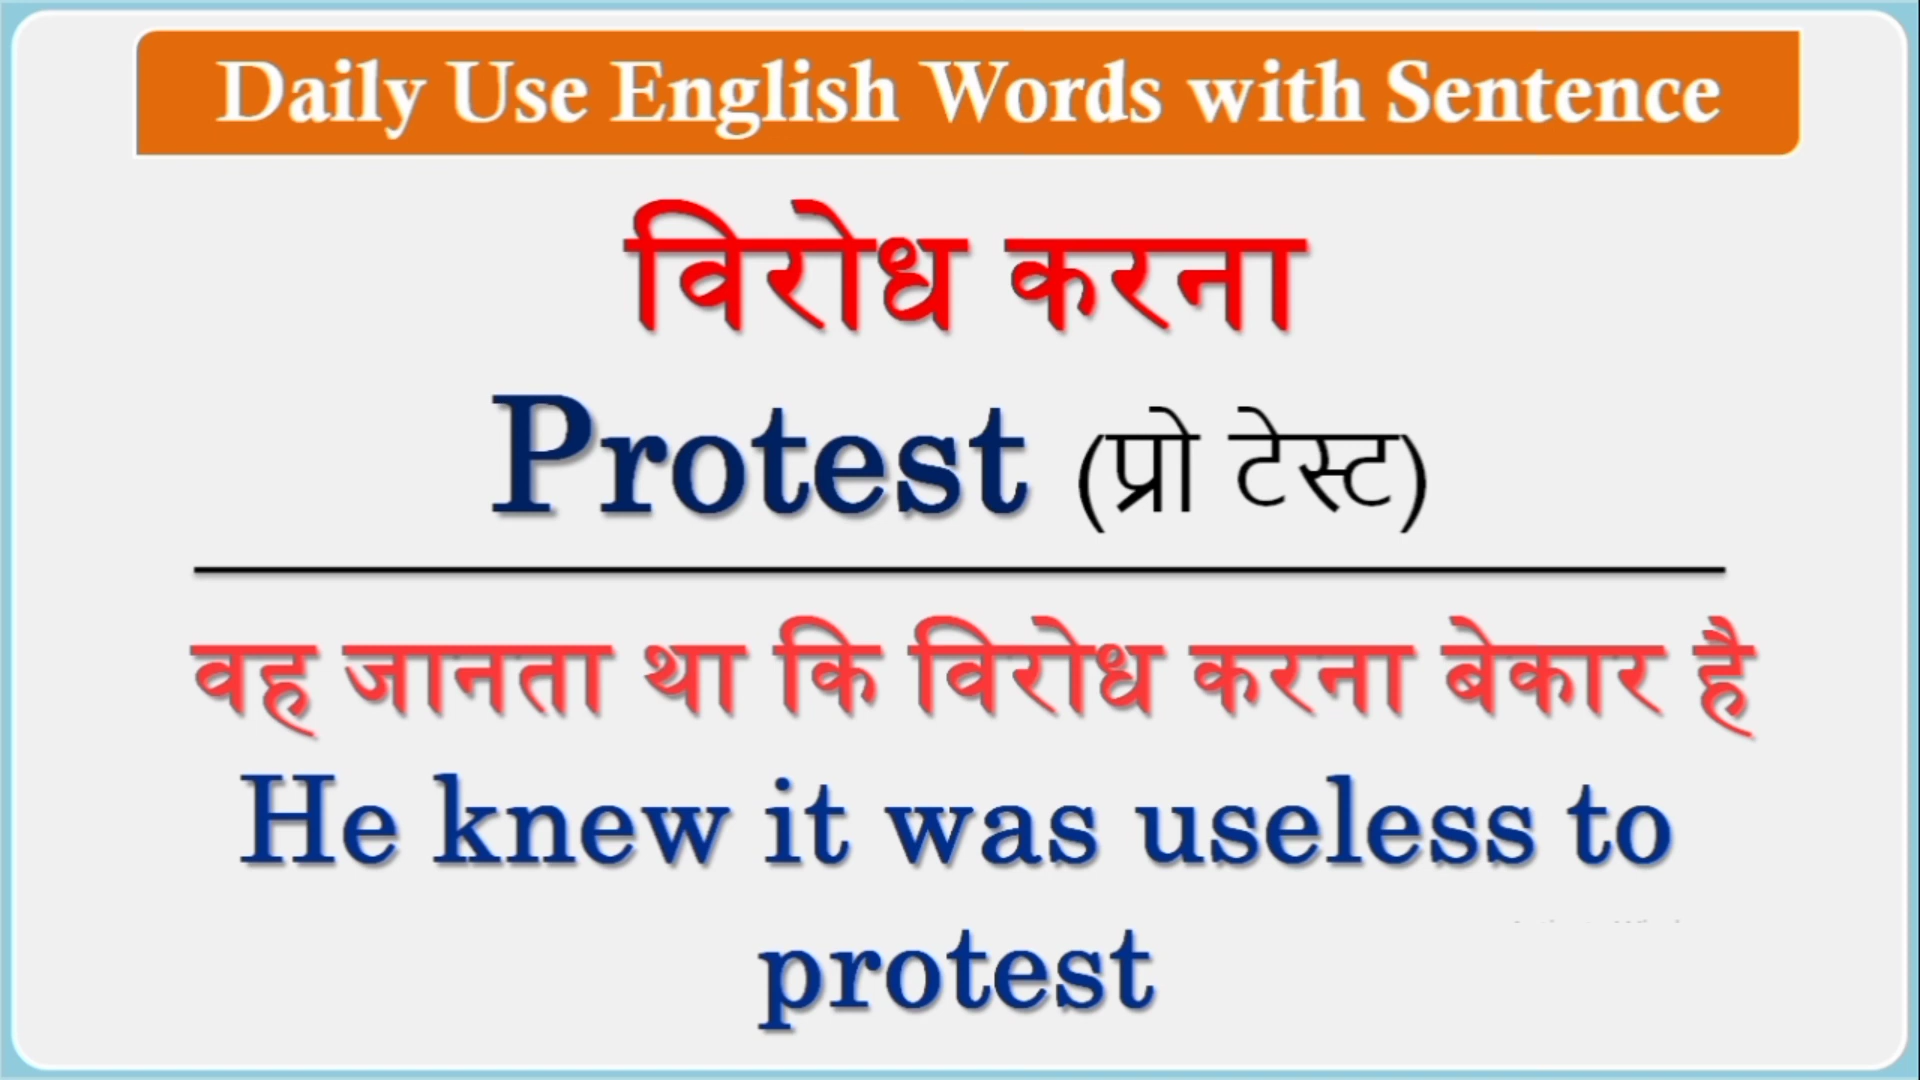 Daily Use English Words with Sentence
विरोध करना
Protest (प्रो टेस्ट)
वह जानता था कि विरोध करना बेकार है
He knew it was useless to
protest